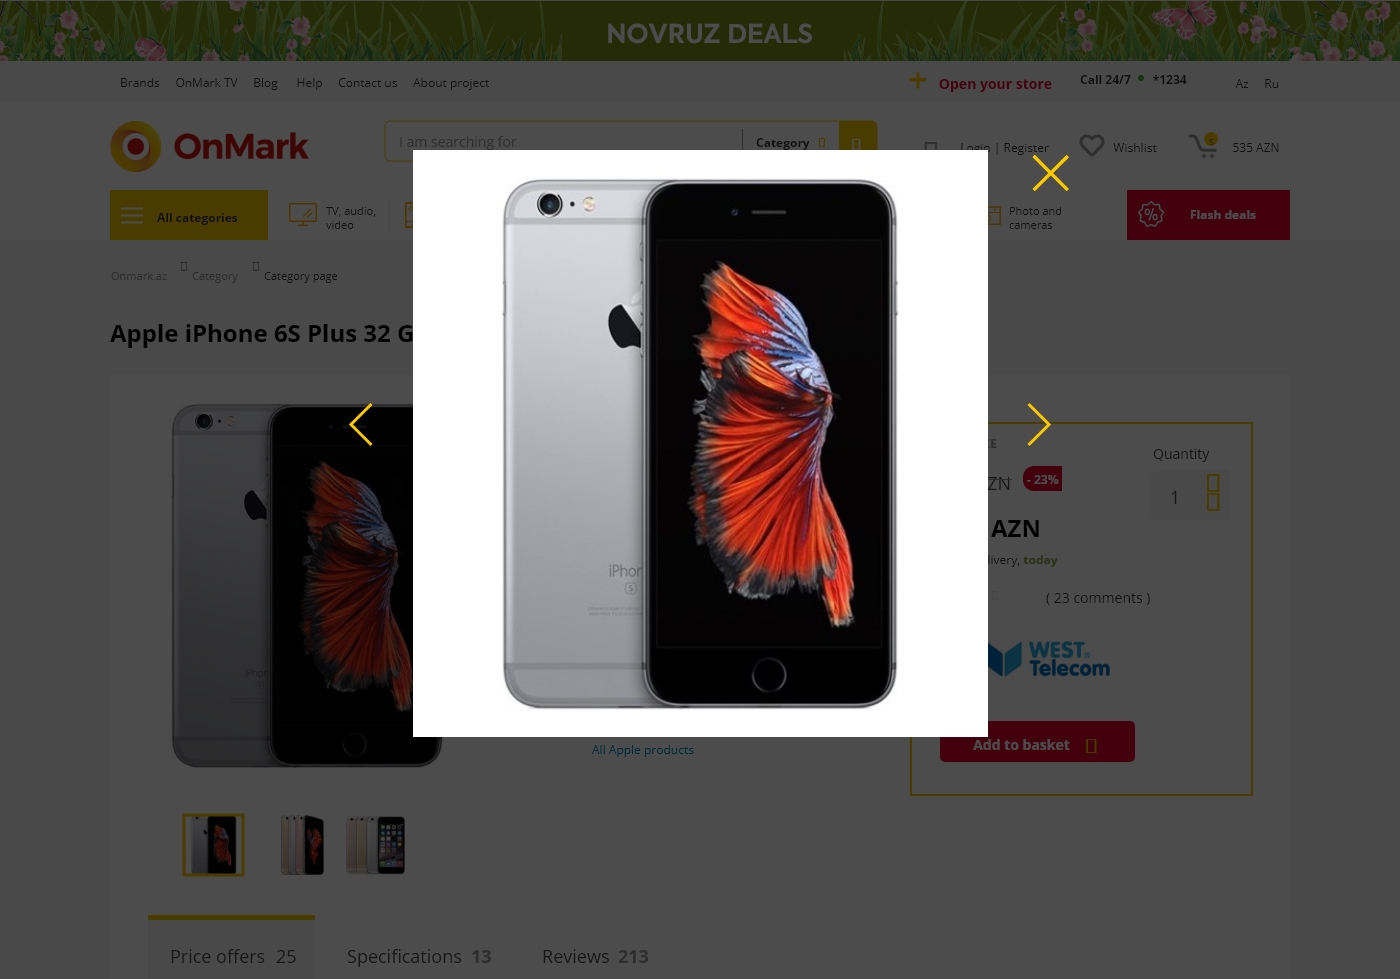 NOVRUZ DEALS
Brands OnMark TV Blog Help Contact us About project
Open your store
Call 24/7 *1234
Az Ru
OnMark
I am searching for
Category
Login | Register
Wishlist
535 AZN
All categories
TV, audio,
video
Photo and
cameras
%
Flash deals
Onmark.az Category Category page
Apple iPhone 6S Plus 32 G
Quantity
AZN
- 23%
1
AZN
today
( 23 comments )
WEST
Telecom
Add to basket
iPhon
S
All Apple products
Price offers 25 Specifications 13 Reviews 213